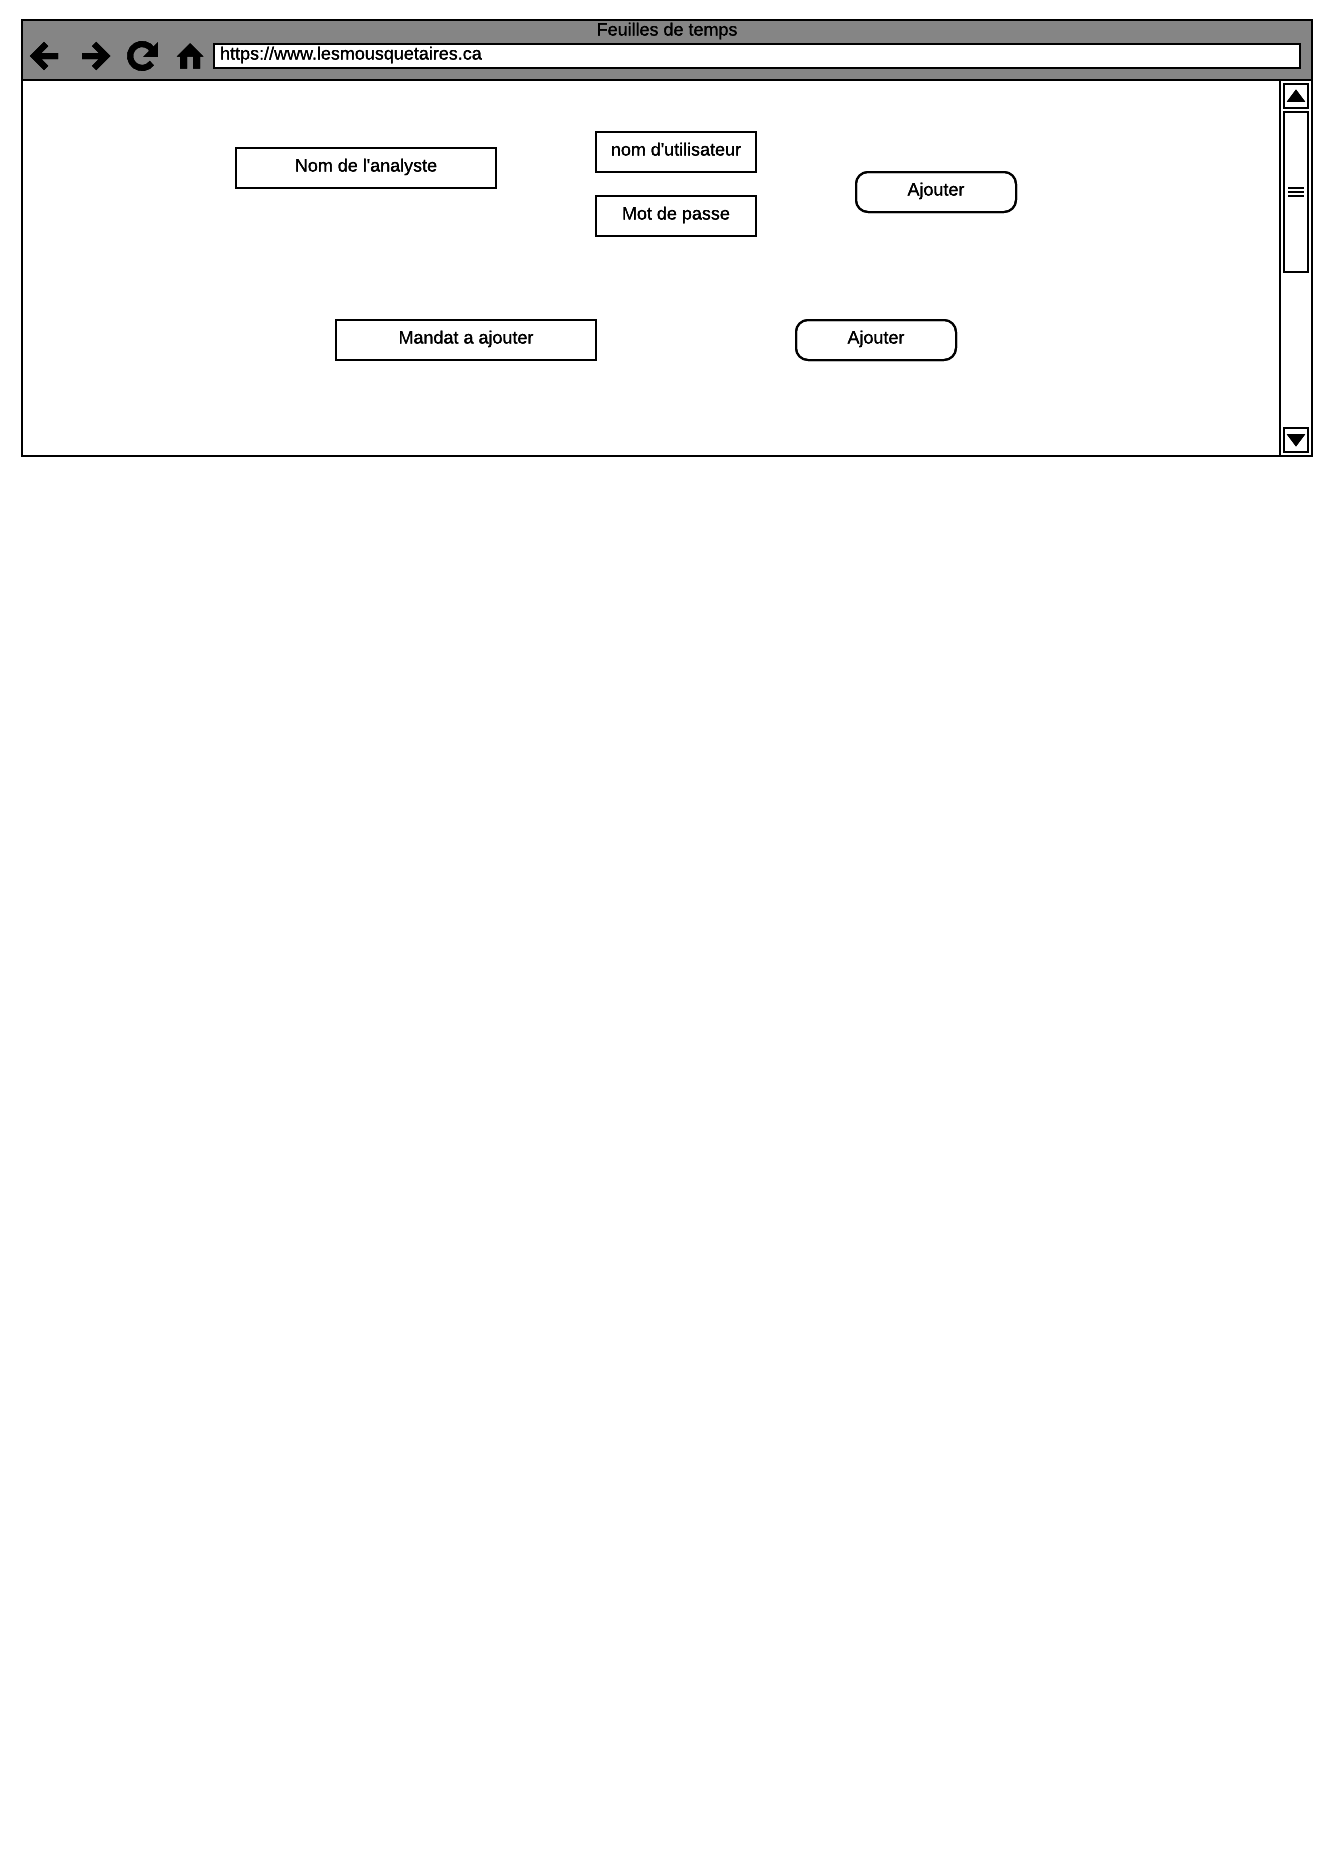 Feuilles de temps
https://www.lesmousquetaires.ca
Nom de l'analyste
nom d'utilisateur
Mot de passe
Ajouter
Mandat a ajouter
Ajouter